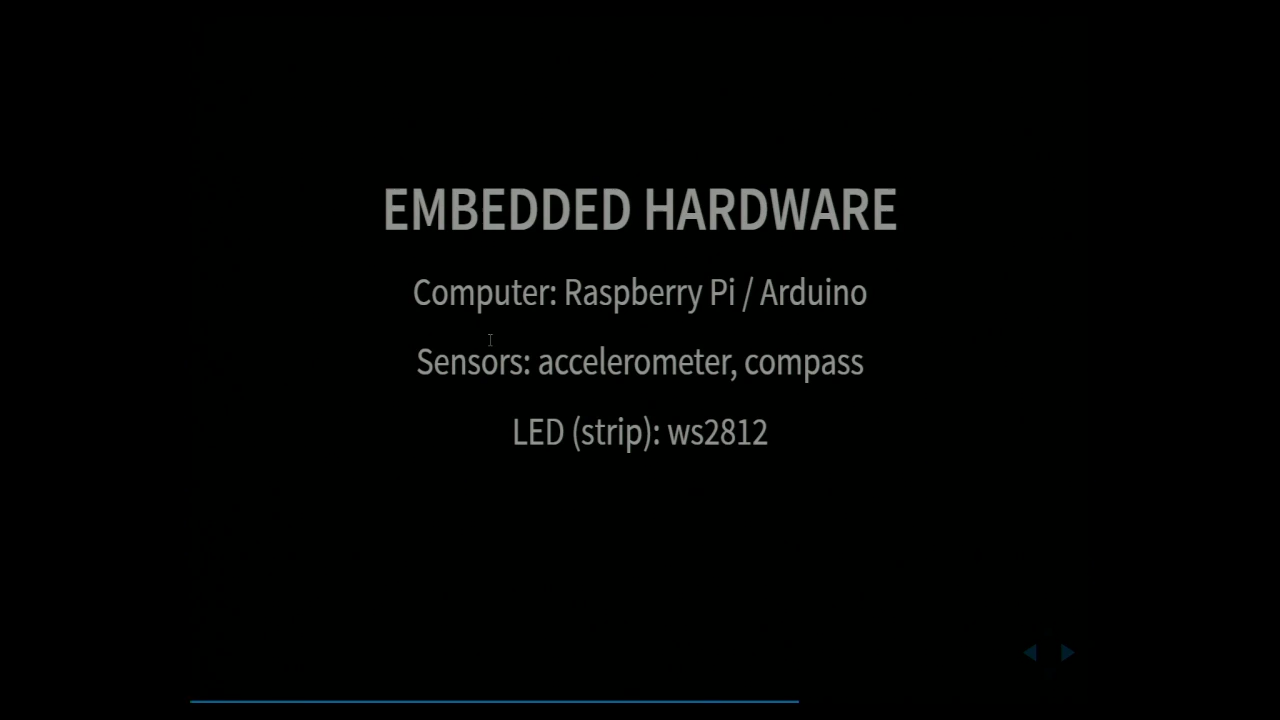 EMBEDDED HARDWARE
Computer: Raspberry Pi / Arduino
Sensors: accelerometer, compass
LED (strip): ws2812